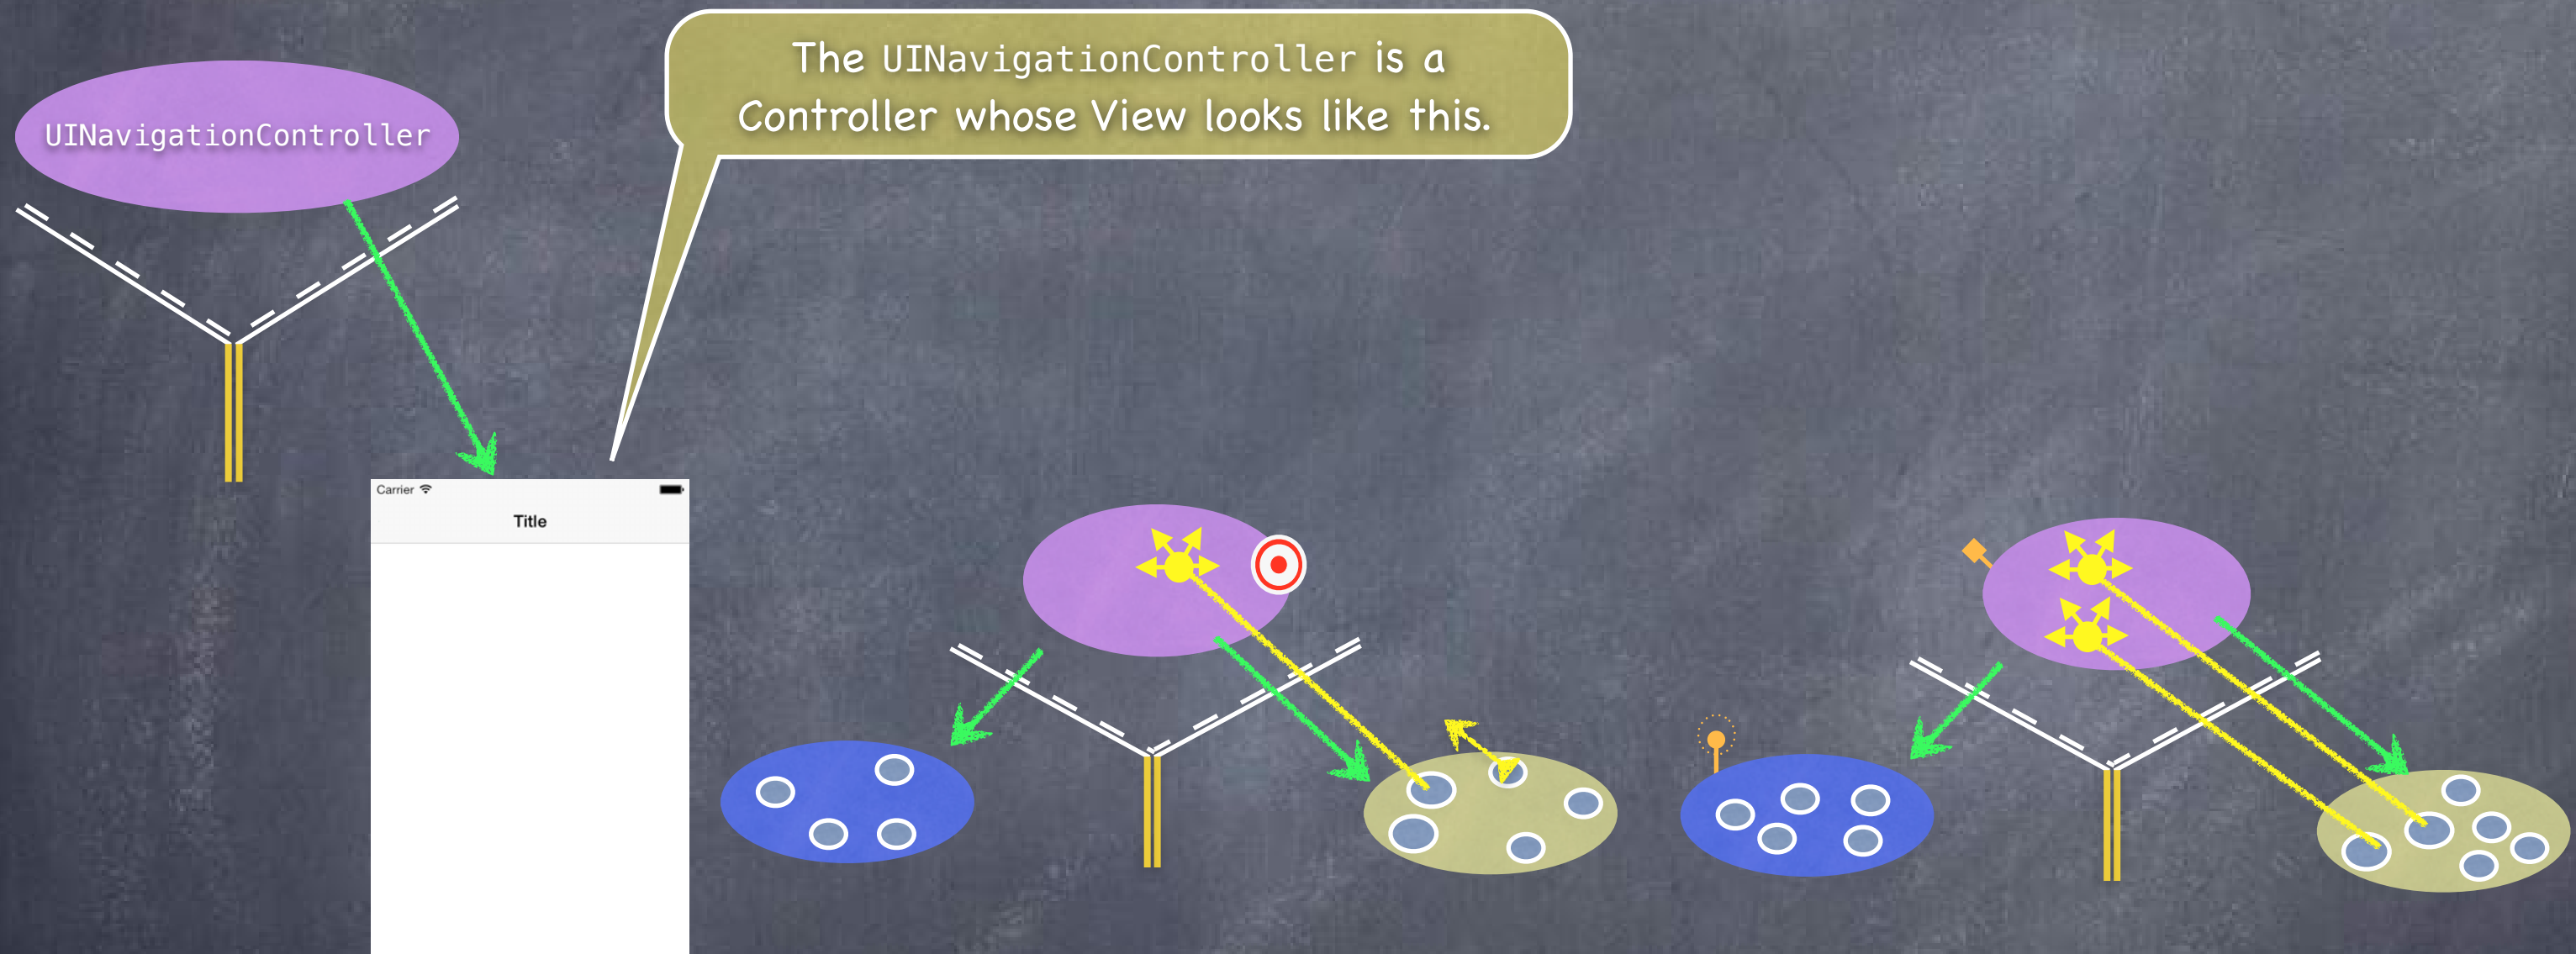 The UINavigationController is a
Controller whose View looks like this.
UINavigationController
Carrier
Title